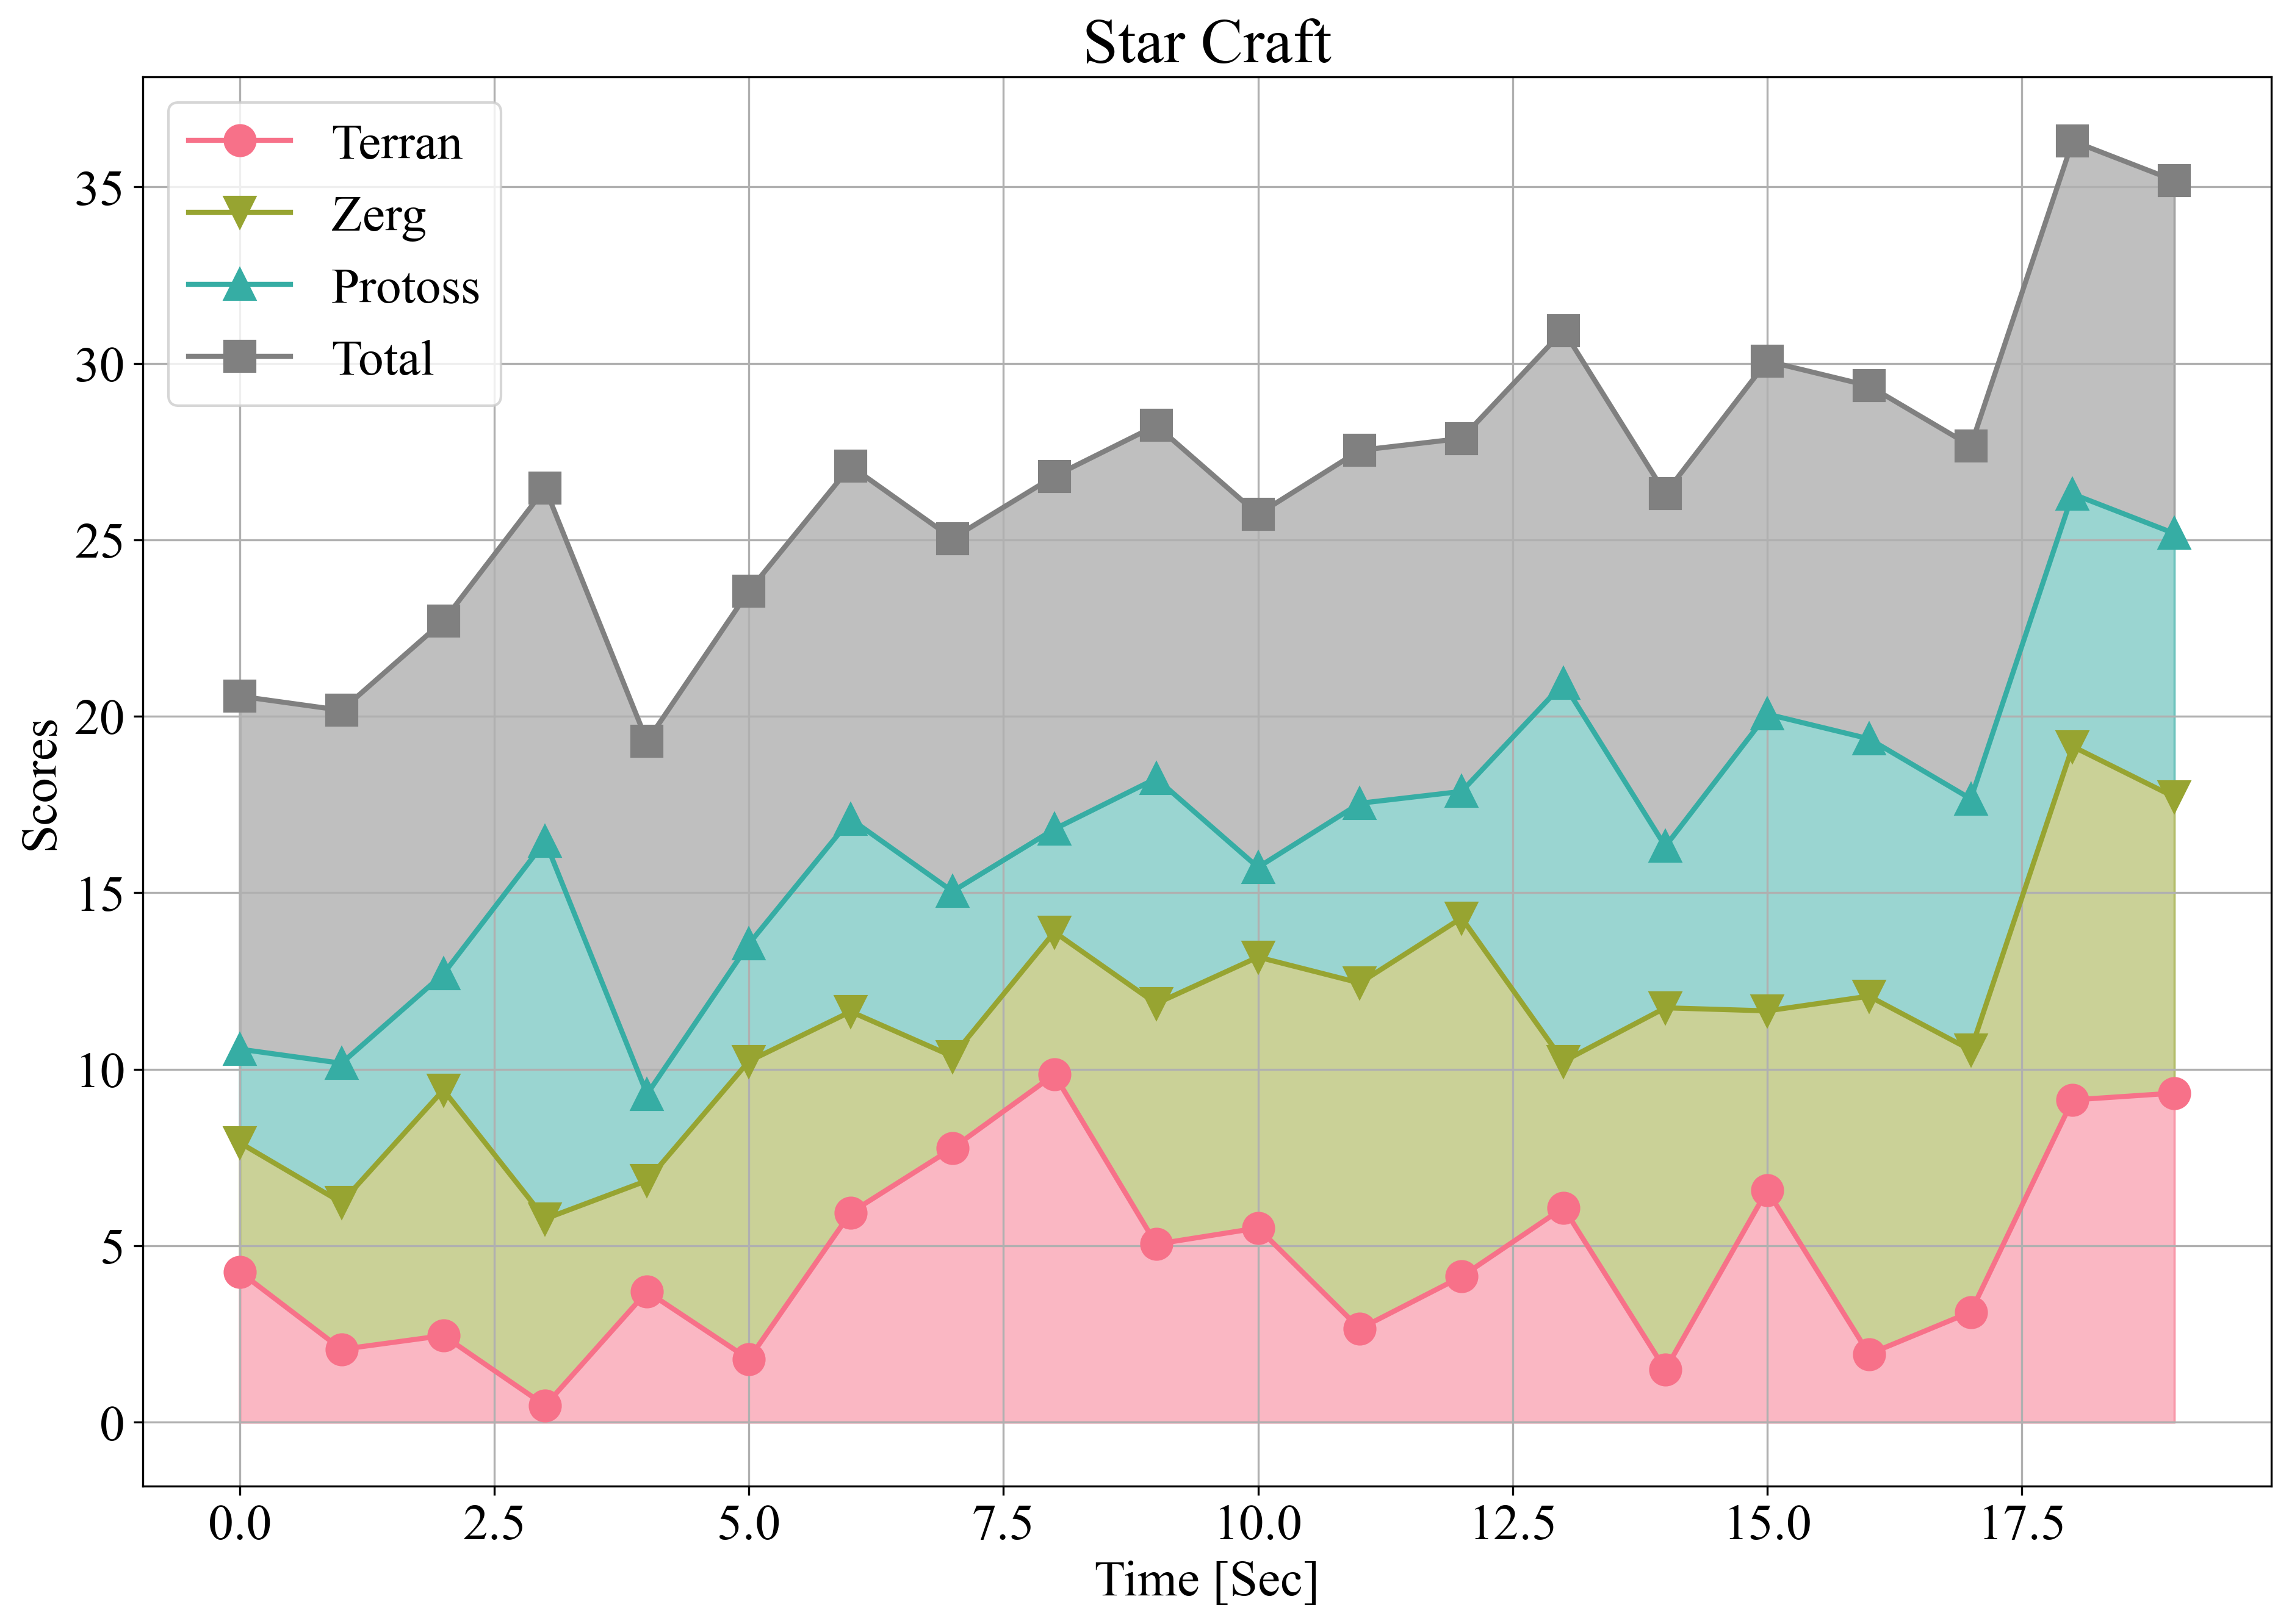 Star Craft
Terran
Zerg
Protoss
Total
35
30
25
20
15
10
5
0
Scores
0.0 2.5 5.0 7.5 10.0 12.5 15.0 17.5
Time [Sec]